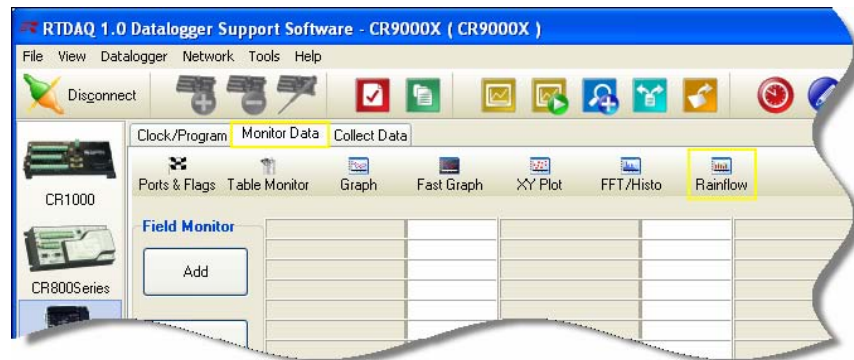 RTDAQ 1.0 Datalogger Support Software - CR9000X ( CR9000X )
File View Datalogger Network Tools Help
Disconnect
Clock/Program Monitor Data Collect Data
Ports & Flags Table Monitor Graph Fast Graph XY Plot FFT/Histo Rainflow
CR1000
Field Monitor
Add
CR800Series